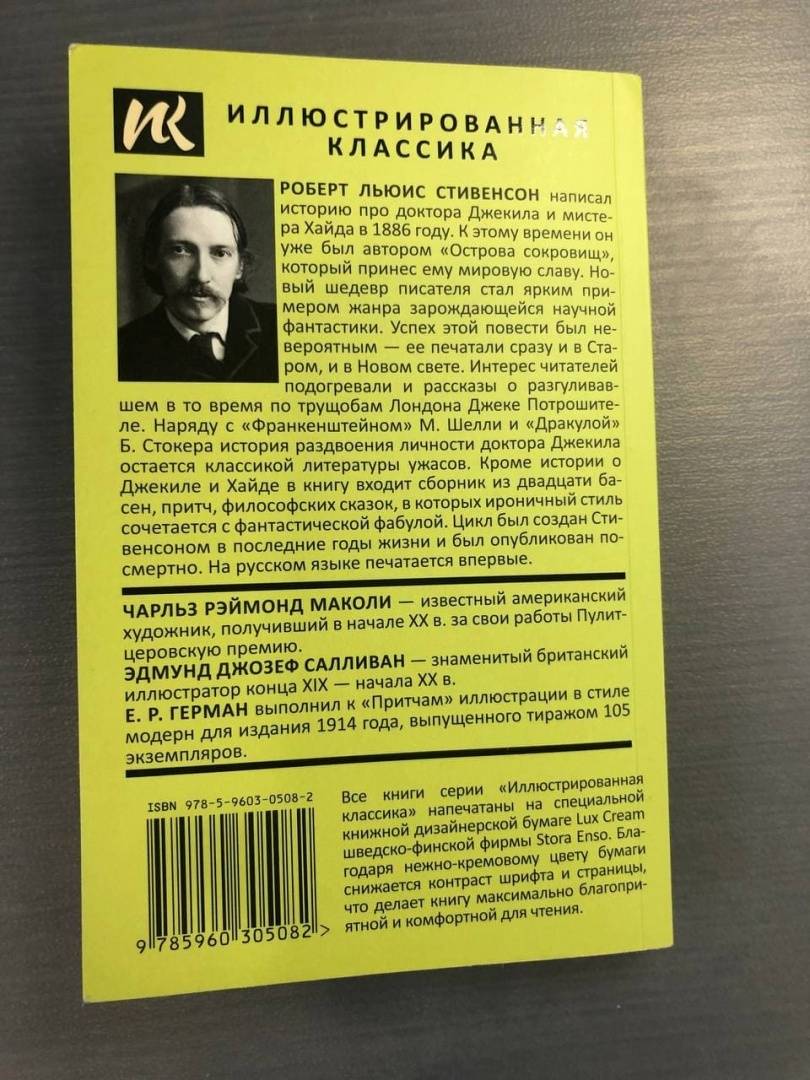 ИК
ИЛЛЮСТРИРОВАННАЯ
КЛАССИКА
РОБЕРТ ЛЬЮИС СТИВЕНСОН написал
историю про доктора Джекила и мисте-
ра Хайда в 1886 году. К этому времени он
уже был автором «Острова сокровищ»,
который принес ему мировую славу. Но-
вый шедевр писателя стал ярким при-
мером жанра зарождающейся научной
фантастики. Успех этой повести был не-
вероятным — ее печатали сразу и в Ста-
ром, и в Новом свете. Интерес читателей
подогревали и рассказы о разгуливав-
шем в то время по трущобам Лондона Джеке Потрошите-
ле. Наряду с «Франкенштейном» М. Шелли и «Дракулой»
Б. Стокера история раздвоения личности доктора Джекила
остается классикой литературы ужасов. Кроме истории о
Джекиле и Хайде в книгу входит сборник из двадцати ба-
сен, притч, философских сказок, в которых ироничный стиль
сочетается с фантастической фабулой. Цикл был создан Сти-
венсоном в последние годы жизни и был опубликован по-
смертно. На русском языке печатается впервые.
ЧАРЛЬЗ РЭЙМОНД МАКОЛИ — известный американский
художник, получивший в начале XX в. за свои работы Пулит-
церовскую премию.
ЭДМУНД ДЖОЗЕФ САЛЛИВАН — знаменитый британский
иллюстратор конца XIX — начала XX в.
Е. Р. ГЕРМАН выполнил к «Притчам» иллюстрации в стиле
модерн для издания 1914 года, выпущенного тиражом 105
экземпляров.
ISBN 978-5-9603-0508-2
9 785960 305082 >
Все книги серии «Иллюстрированная
классика» напечатаны на специальной
книжной дизайнерской бумаге Lux Cream
шведско-финской фирмы Stora Enso. Бла-
годаря нежно-кремовому цвету бумаги
снижается контраст шрифта и страницы,
что делает книгу максимально благопри-
ятной и комфортной для чтения.